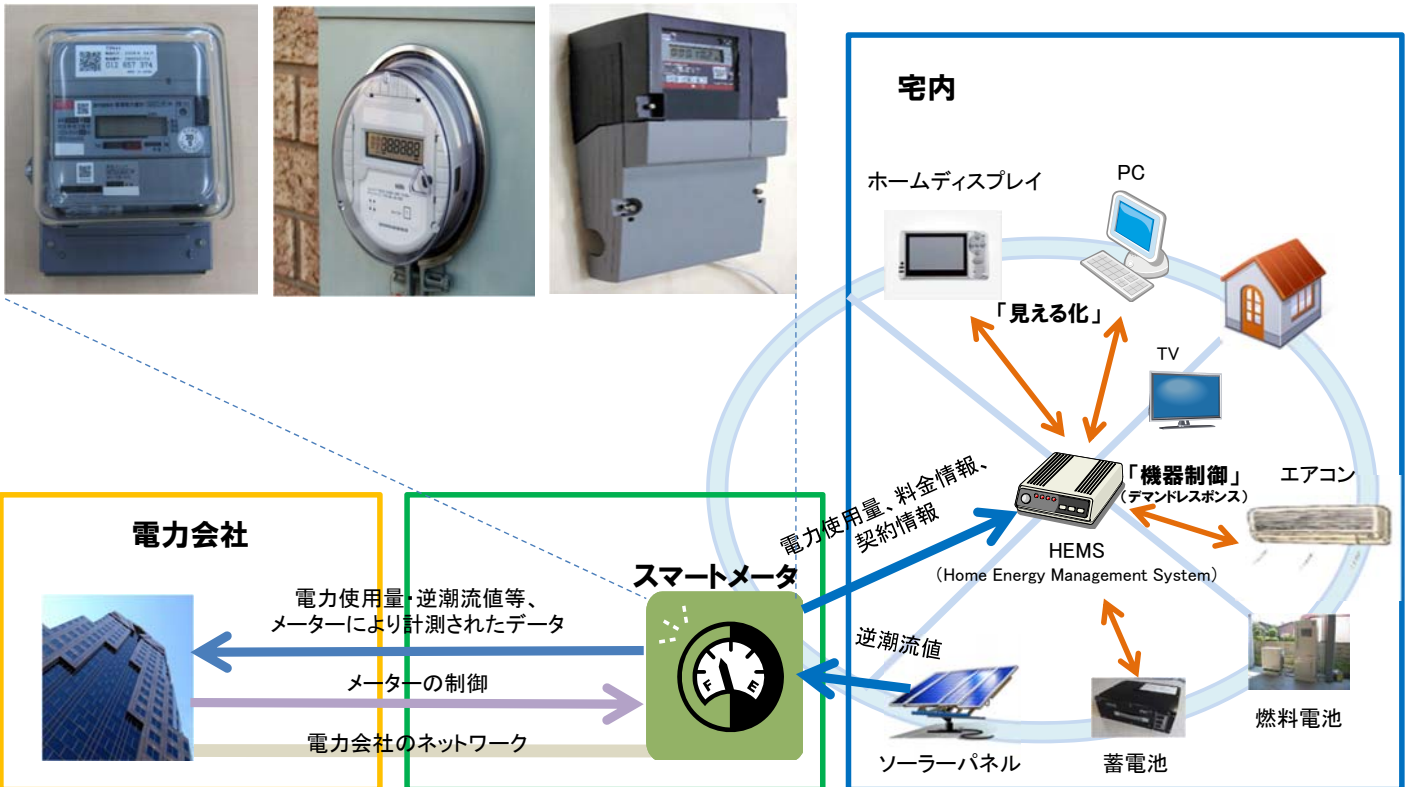 012 857 374
宅内
ホームディスプレイ
PC
「見える化」
TV
「機器制御」
(デマンドレスポンス)
エアコン
電力使用量、料金情報、
契約情報
HEMS
(Home Energy Management System)
電力会社
スマートメータ
電力使用量・逆潮流値等、
メーターにより計測されたデータ
メーターの制御
電力会社のネットワーク
F E
逆潮流値
ソーラーパネル
蓄電池
燃料電池